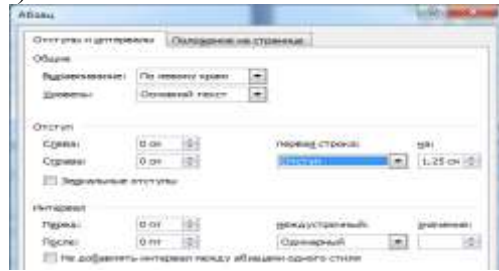 Абзац
Отступы и интервалы Положение на странице
Общие
Выравнивание: По левому краю
Уровень: Основной текст
Отступ
Слева: 0 см первая строка: на:
Справа: 0 см Отступ 1,25 см
Зеркальные отступы
Интервал
Перед: 0 пт междустрочный: значение:
После: 0 пт Одинарный
Не добавлять интервал между абзацами одного стиля